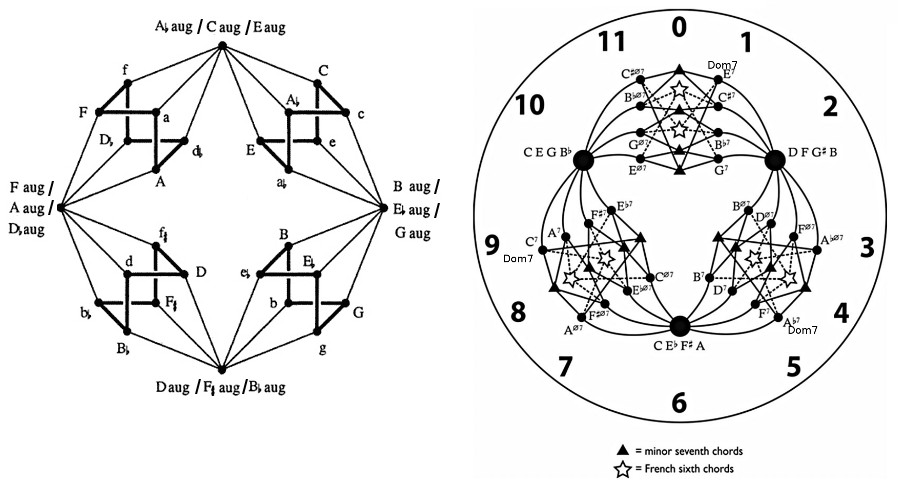 A♭ aug / C aug / E aug
f
C
F
a
A♭
c
D♭
d♭
E
e
A
a♭
F aug /
A aug /
D♭ aug
B aug /
E♭ aug /
G aug
f♯
B
d
D
e♭
E♭
b♭
F♯
b
G
B♭
g
D aug / F♯ aug / B♭ aug
0
11
1
10
2
9
3
8
4
7
5
6
C♯ø7
Dom7
E7
B♭ø7
C♯7
Gø7
B♭7
Eø7
G7
C E G B♭
D F G♯ B
E♭7
F♯7
A7
C7
Dom7
Cø7
E♭ø7
F♯ø7
Aø7
Bø7
Dø7
Fø7
A♭ø7
B7
D7
F7
A♭7
Dom7
C E♭ F♯ A
= minor seventh chords
= French sixth chords